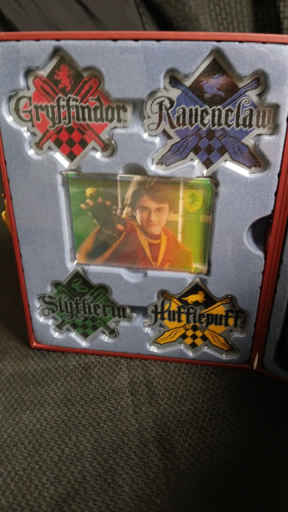 Gryffindor
Ravenclaw
Slytherin
Hufflepuff